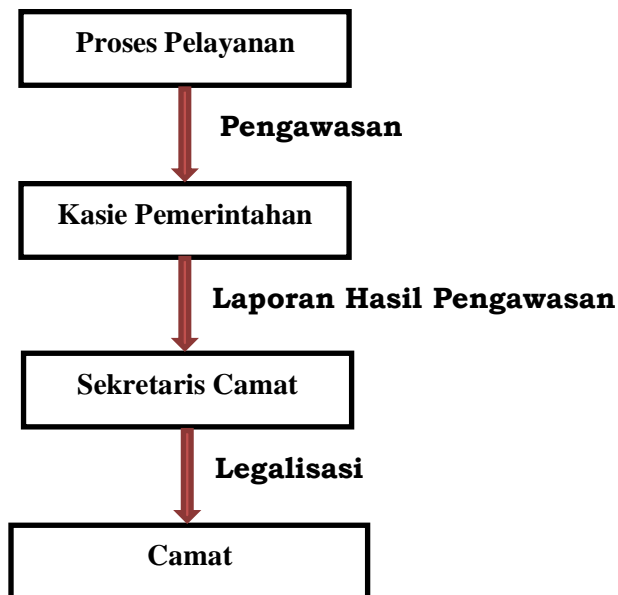 Proses Pelayanan
Pengawasan
Kasie Pemerintahan
Laporan Hasil Pengawasan
Sekretaris Camat
Legalisasi
Camat